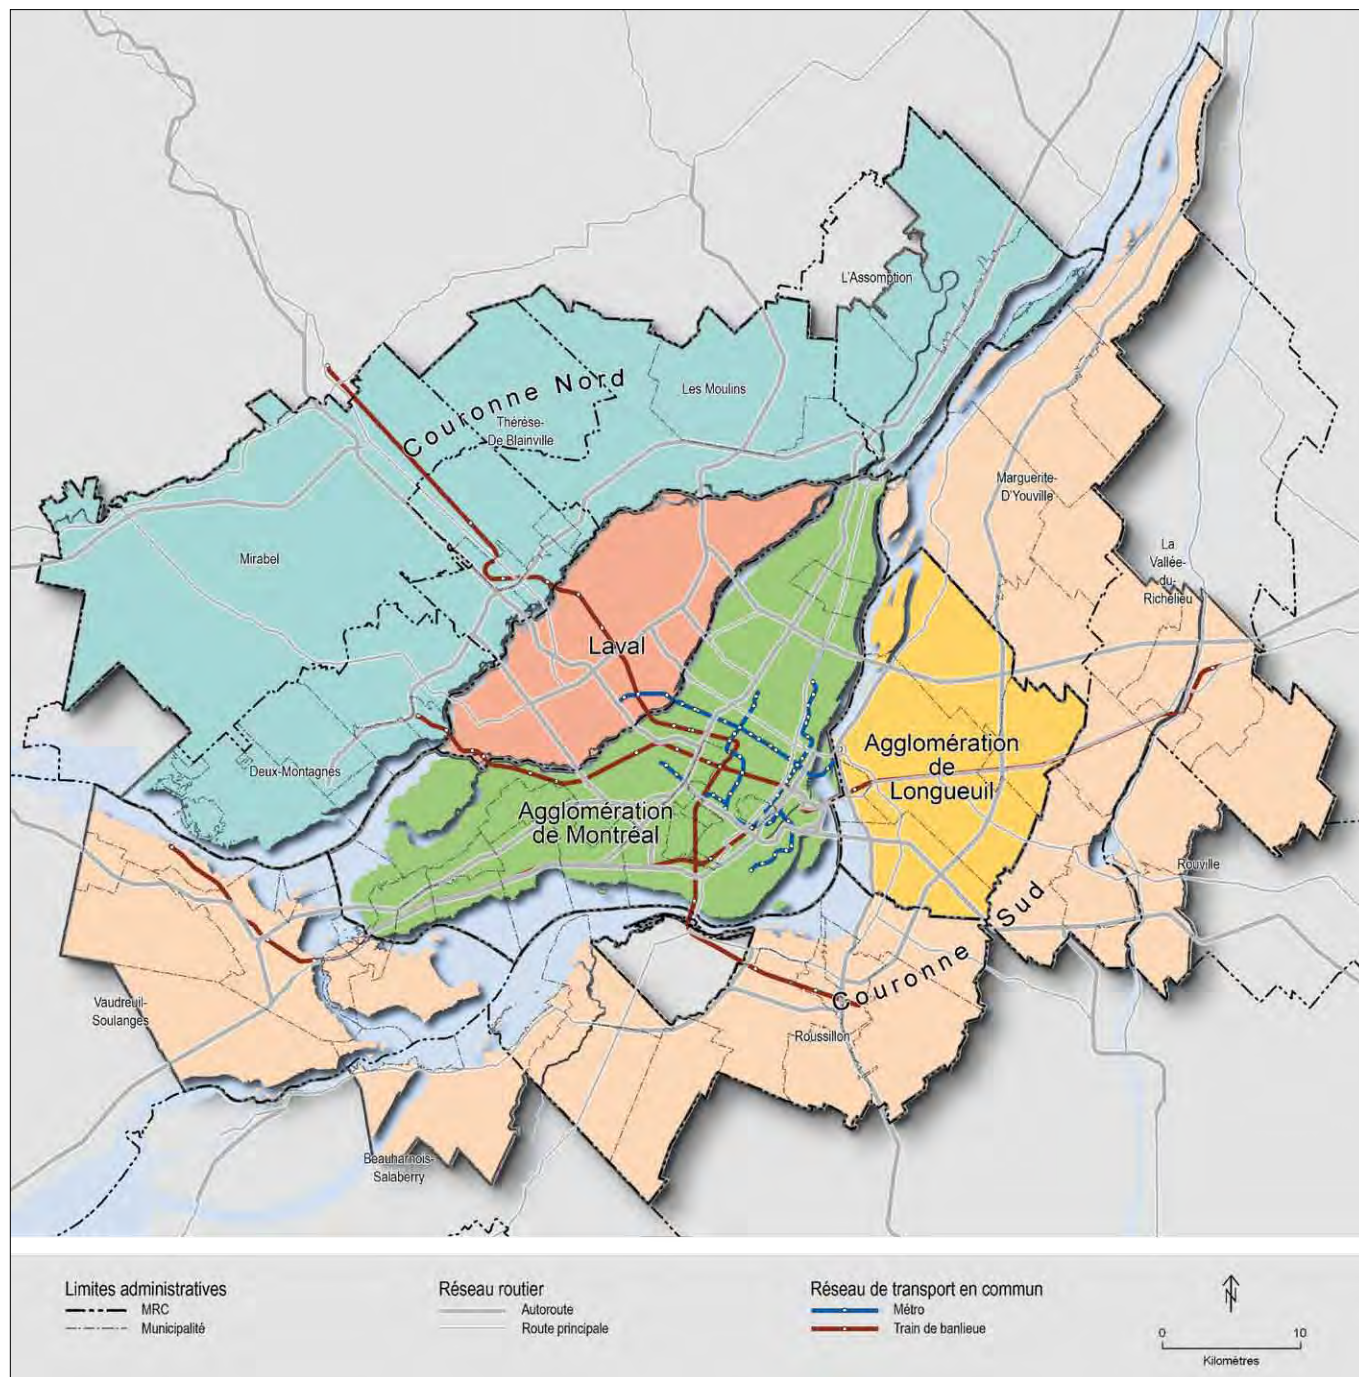 L'Assomption
Couronne Nord
Les Moulins
Thérèse-
De Blainville
Marguerite-
D'Youville
Mirabel
La
Vallée-
du-
Richelieu
Laval
Agglomération
de
Longueuil
Deux-Montagnes
Agglomération
de Montréal
Rouville
Couronne Sud
Vaudreuil-
Soulanges
Roussillon
Beauharnois-
Salaberry
Limites administratives
MRC
Municipalité
Réseau routier
Autoroute
Route principale
Réseau de transport en commun
Métro
Train de banlieue
N
0 10
Kilomètres